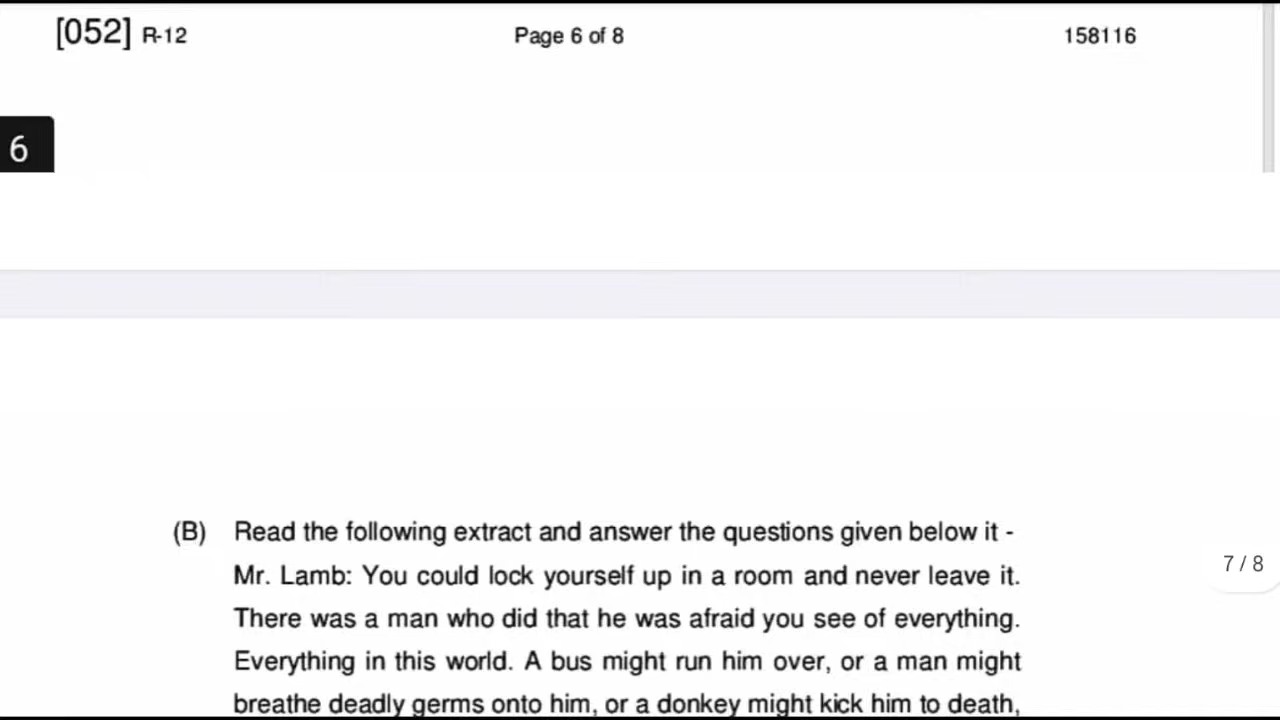 [052] R-12 Page 6 of 8 158116
6
(B) Read the following extract and answer the questions given below it -
Mr. Lamb: You could lock yourself up in a room and never leave it.
There was a man who did that he was afraid you see of everything.
Everything in this world. A bus might run him over, or a man might
breathe deadly germs onto him, or a donkey might kick him to death,
7 / 8